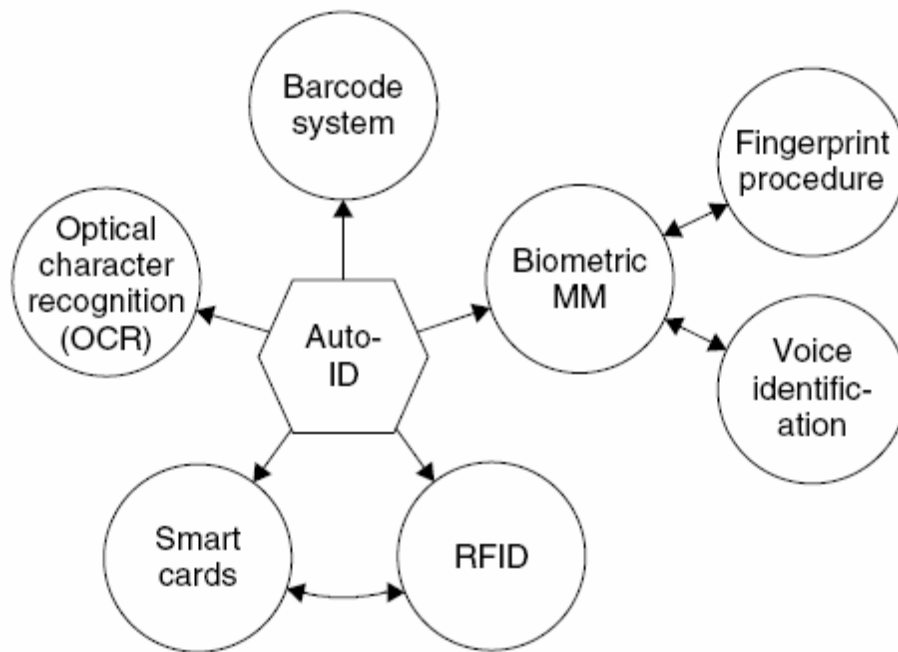 Barcode
system
Fingerprint
procedure
Optical
character
recognition
(OCR)
Biometric
MM
Auto-
ID
Voice
identific-
ation
Smart
cards
RFID